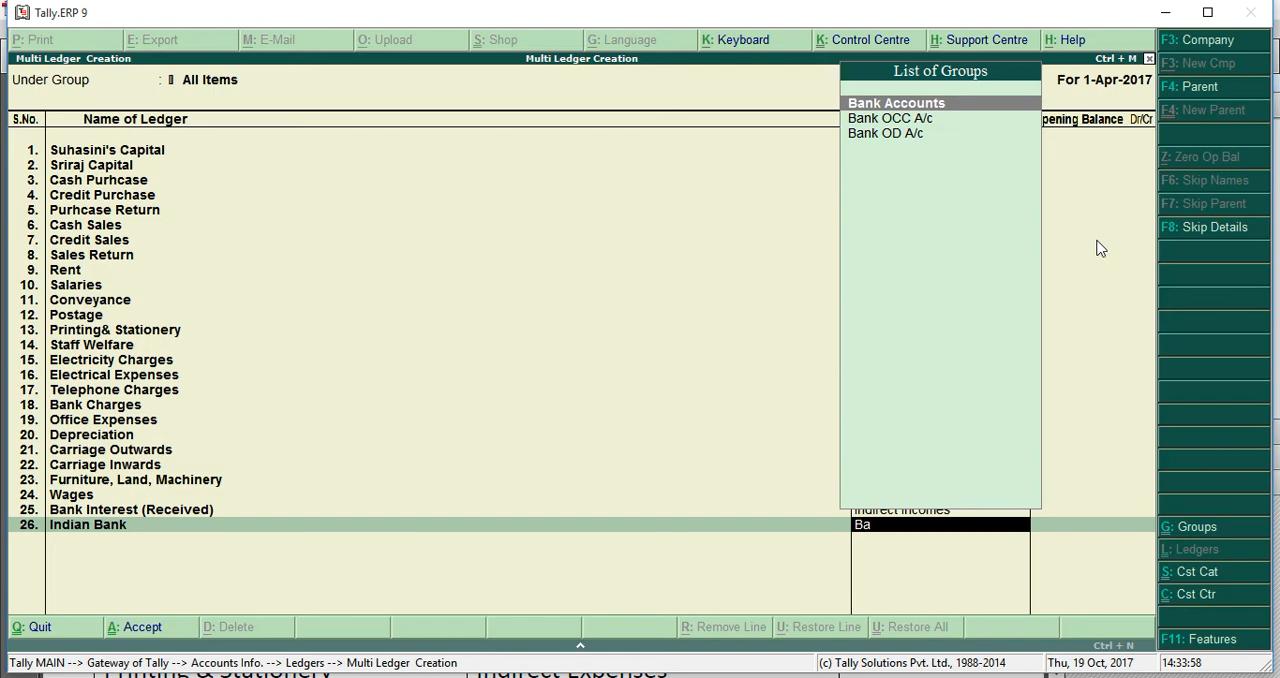 Tally.ERP 9
P: Print E: Export M: E-Mail O: Upload S: Shop G: Language K: Keyboard K: Control Centre H: Support Centre H: Help
F3: Company
Multi Ledger Creation Multi Ledger Creation Ctrl + M
F3: New Cmp
Under Group : All Items For 1-Apr-2017
F4: Parent
F4: New Parent
List of Groups
Bank Accounts
Bank OCC A/c
Bank OD A/c
S.No. Name of Ledger pening Balance Dr/Cr
1. Suhasini's Capital
2. Sriraj Capital
3. Cash Purhcase
4. Credit Purchase
5. Purhcase Return
6. Cash Sales
7. Credit Sales
8. Sales Return
9. Rent
10. Salaries
11. Conveyance
12. Postage
13. Printing& Stationery
14. Staff Welfare
15. Electricity Charges
16. Electrical Expenses
17. Telephone Charges
18. Bank Charges
19. Office Expenses
20. Depreciation
21. Carriage Outwards
22. Carriage Inwards
23. Furniture, Land, Machinery
24. Wages
25. Bank Interest (Received) Indirect Incomes
26. Indian Bank Ba
Z: Zero Op Bal
F6: Skip Names
F7: Skip Parent
F8: Skip Details
G: Groups
L: Ledgers
S: Cst Cat
C: Cst Ctr
F11: Features
Q: Quit A: Accept D: Delete R: Remove Line U: Restore Line U: Restore All
Ctrl + N
Tally MAIN --> Gateway of Tally --> Accounts Info. --> Ledgers --> Multi Ledger Creation (c) Tally Solutions Pvt. Ltd., 1988-2014 Thu, 19 Oct, 2017 14:33:58
Printing & Stationery Indirect Expenses